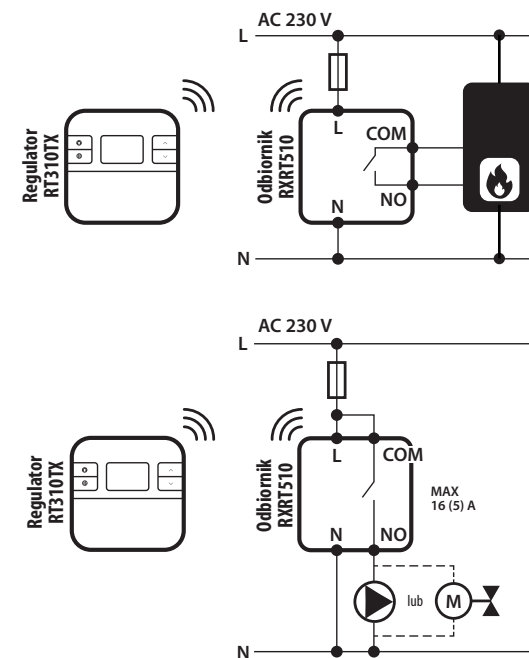 AC 230 V
L
Regulator
RT310TX
Odbiornik
RXRT510
L
COM
NO
N
N
AC 230 V
L
Regulator
RT310TX
Odbiornik
RXRT510
L
COM
MAX
16 (5) A
N
NO
lub
M
N